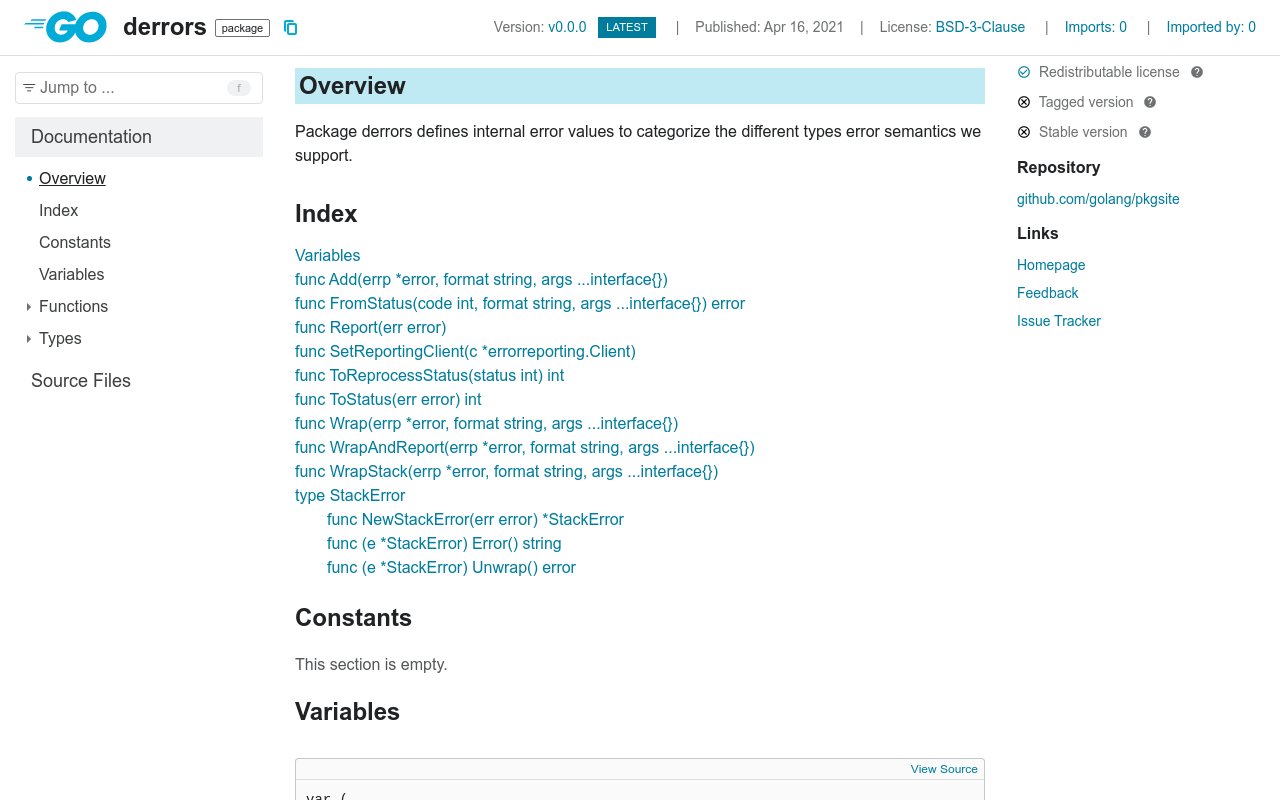 GO derrors package Version: v0.0.0 LATEST | Published: Apr 16, 2021 | License: BSD-3-Clause | Imports: 0 | Imported by: 0
Jump to ... f
Documentation
Overview
Index
Constants
Variables
Functions
Types
Source Files
Overview
Package derrors defines internal error values to categorize the different types error semantics we
support.
Index
Variables
func Add(errp *error, format string, args ...interface{})
func FromStatus(code int, format string, args ...interface{}) error
func Report(err error)
func SetReportingClient(c *errorreporting.Client)
func ToReprocessStatus(status int) int
func ToStatus(err error) int
func Wrap(errp *error, format string, args ...interface{})
func WrapAndReport(errp *error, format string, args ...interface{})
func WrapStack(errp *error, format string, args ...interface{})
type StackError
func NewStackError(err error) *StackError
func (e *StackError) Error() string
func (e *StackError) Unwrap() error
Constants
This section is empty.
Variables
View Source
var (
Redistributable license ?
Tagged version ?
Stable version ?
Repository
github.com/golang/pkgsite
Links
Homepage
Feedback
Issue Tracker